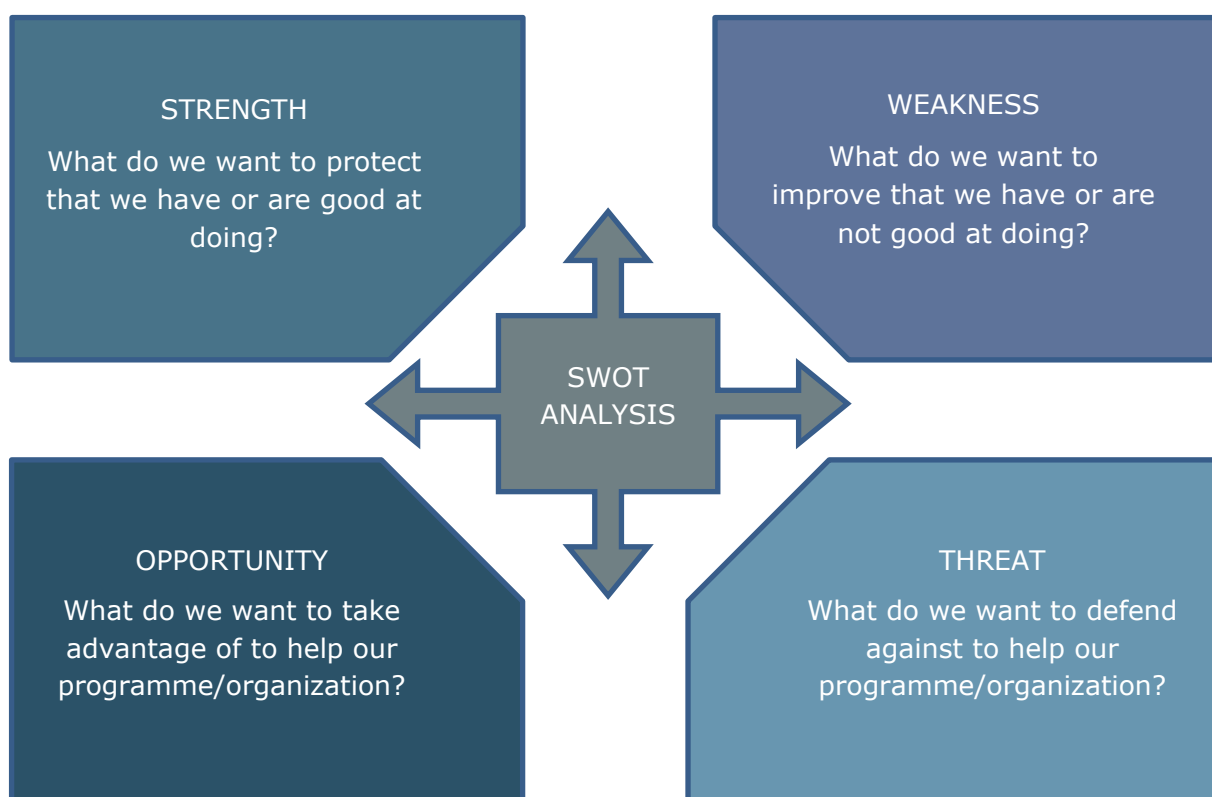 STRENGTH
What do we want to protect
that we have or are good at
doing?
WEAKNESS
What do we want to
improve that we have or are
not good at doing?
SWOT
ANALYSIS
OPPORTUNITY
What do we want to take
advantage of to help our
programme/organization?
THREAT
What do we want to defend
against to help our
programme/organization?